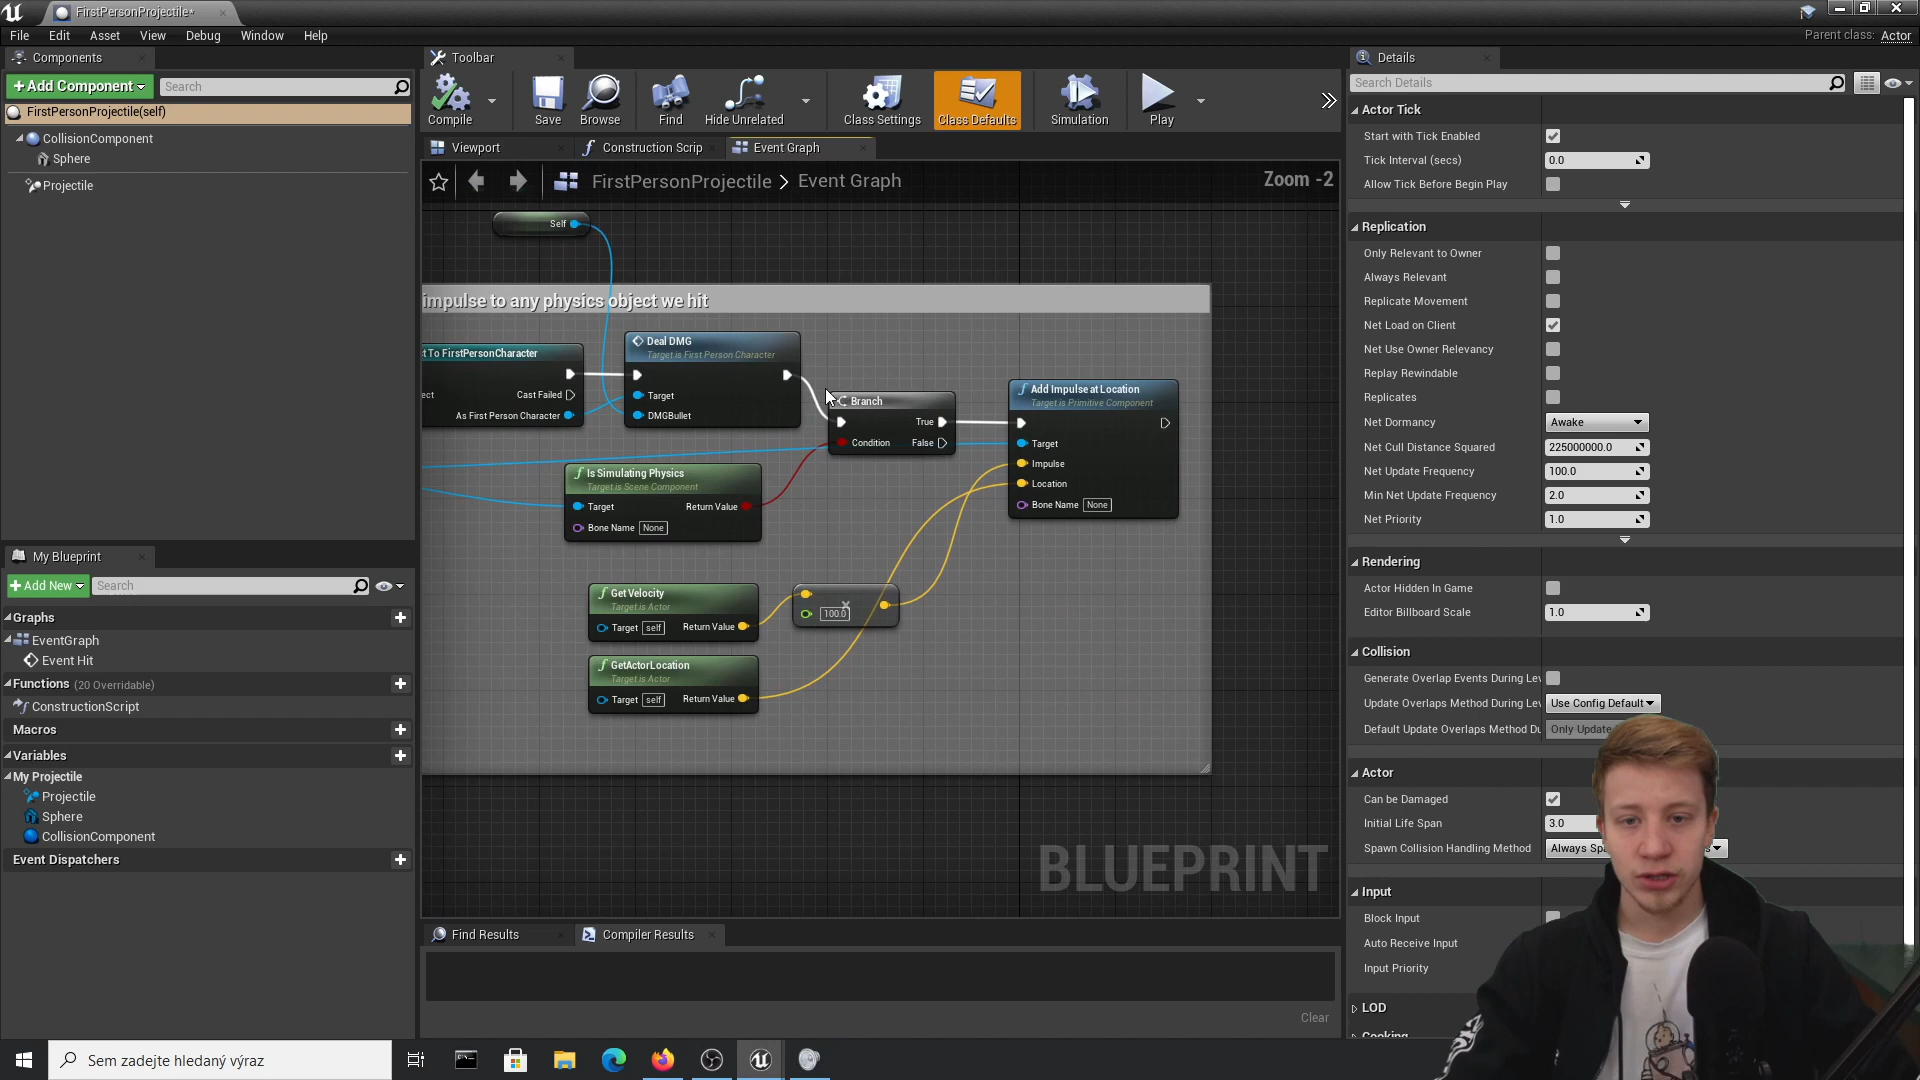 FirstPersonProjectile*
File Edit Asset View Debug Window Help
Parent class: Actor
Components
Toolbar
Details
Add Component
Search
Search Details
FirstPersonProjectile(self)
CollisionComponent
Sphere
Projectile
Compile
Save
Browse
Find
Hide Unrelated
Class Settings
Class Defaults
Simulation
Play
Viewport
Construction Scrip
Event Graph
FirstPersonProjectile > Event Graph
Zoom -2
Self
impulse to any physics object we hit
t To FirstPersonCharacter
ect
Cast Failed
As First Person Character
Deal DMG
Target is First Person Character
Target
DMGBullet
Branch
True
Condition
False
Add Impulse at Location
Target is Primitive Component
Target
Impulse
Location
Bone Name None
Is Simulating Physics
Target is Scene Component
Target
Return Value
Bone Name None
Get Velocity
Target is Actor
Target self
Return Value
100.0
GetActorLocation
Target is Actor
Target self
Return Value
BLUEPRINT
Find Results
Compiler Results
Clear
My Blueprint
Add New
Search
Graphs
EventGraph
Event Hit
Functions (20 Overridable)
ConstructionScript
Macros
Variables
My Projectile
Projectile
Sphere
CollisionComponent
Event Dispatchers
Actor Tick
Start with Tick Enabled
Tick Interval (secs) 0.0
Allow Tick Before Begin Play
Replication
Only Relevant to Owner
Always Relevant
Replicate Movement
Net Load on Client
Net Use Owner Relevancy
Replay Rewindable
Replicates
Net Dormancy Awake
Net Cull Distance Squared 225000000.0
Net Update Frequency 100.0
Min Net Update Frequency 2.0
Net Priority 1.0
Rendering
Actor Hidden In Game
Editor Billboard Scale 1.0
Collision
Generate Overlap Events During Lev
Update Overlaps Method During Lev Use Config Default
Default Update Overlaps Method Du Only Update
Actor
Can be Damaged
Initial Life Span 3.0
Spawn Collision Handling Method Always Spa
Input
Block Input
Auto Receive Input
Input Priority
LOD
Cooking
Sem zadejte hledaný výraz